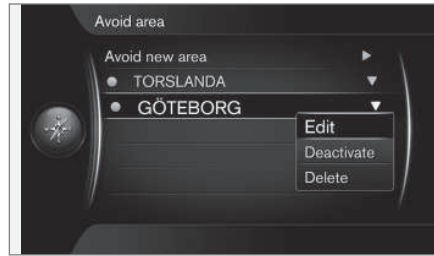 Avoid area
Avoid new area
TORSLANDA
GÖTEBORG
Edit
Deactivate
Delete